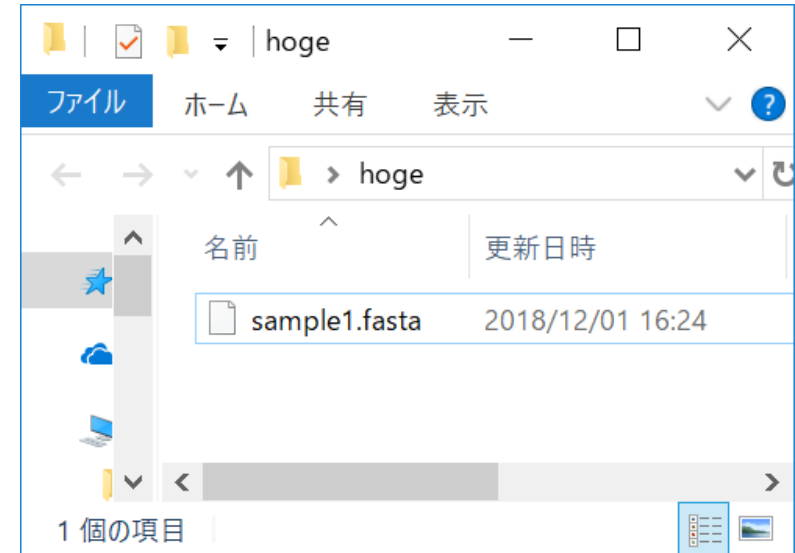 hoge
ファイル ホーム 共有 表示 ?
hoge
名前 更新日時
sample1.fasta 2018/12/01 16:24
1 個の項目